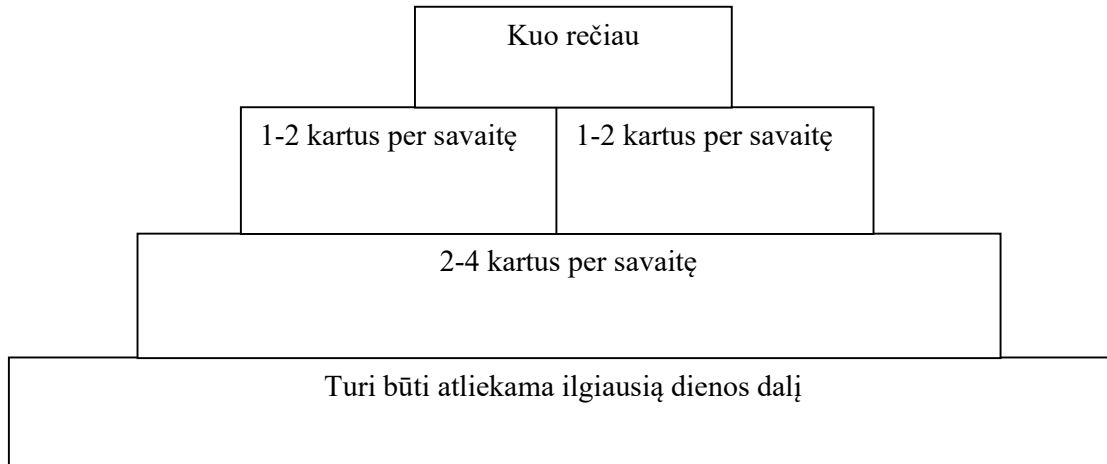 Kuo rečiau
1-2 kartus per savaitę
1-2 kartus per savaitę
2-4 kartus per savaitę
Turi būti atliekama ilgiausią dienos dalį